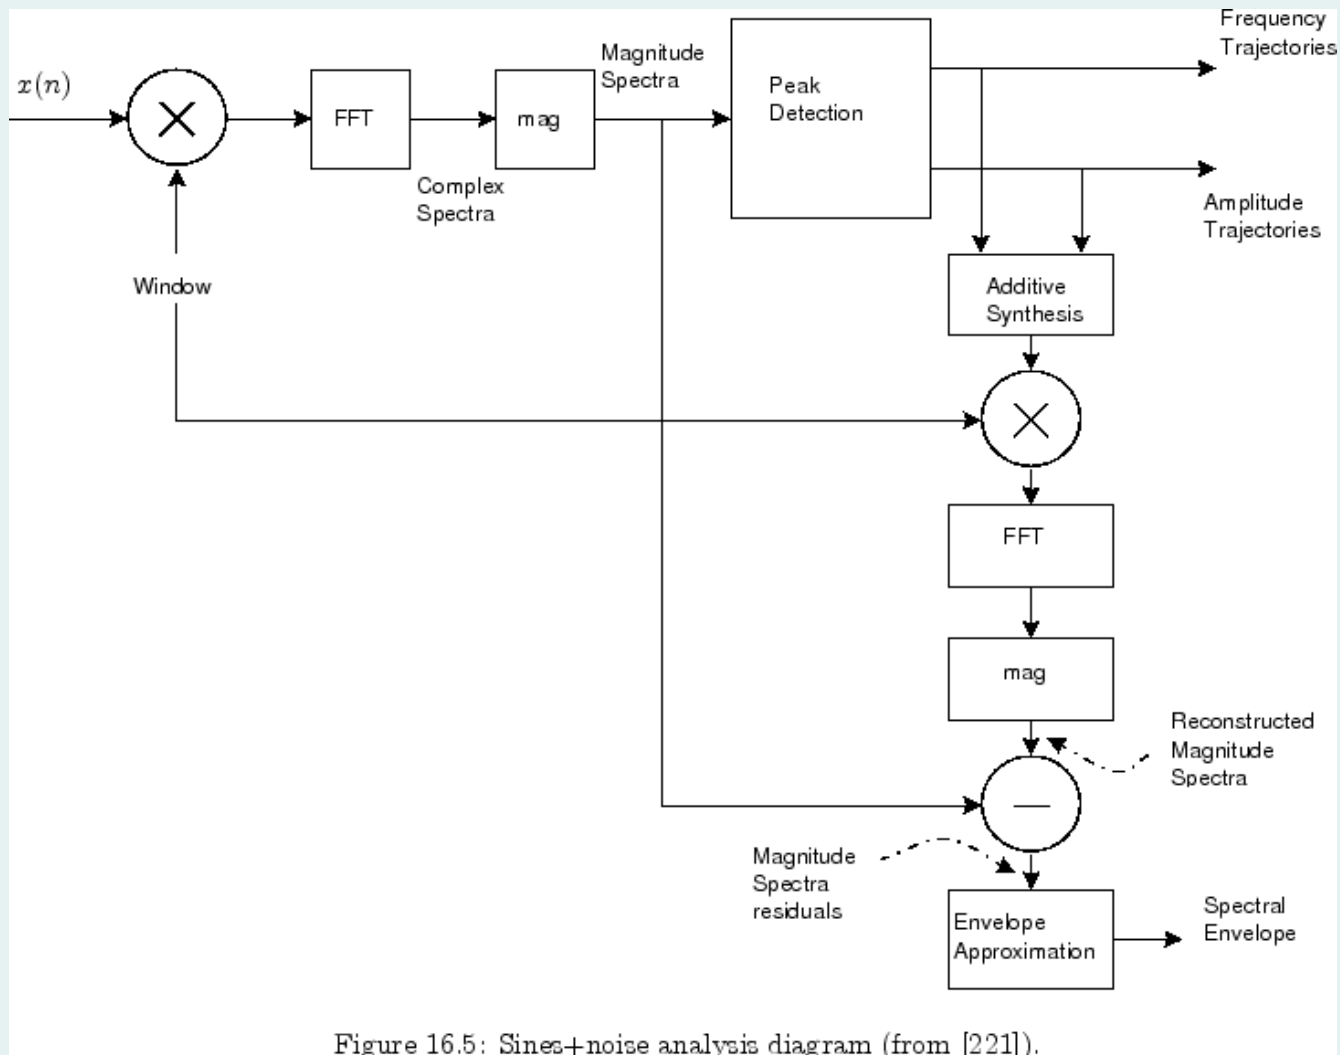 Frequency
Trajectories
Magnitude
Spectra
x(n)
Peak
Detection
FFT
mag
Complex
Spectra
Amplitude
Trajectories
Window
Additive
Synthesis
FFT
mag
Reconstructed
Magnitude
Spectra
Magnitude
Spectra
residuals
Envelope
Approximation
Spectral
Envelope
Figure 16.5: Sines+noise analysis diagram (from [221]).